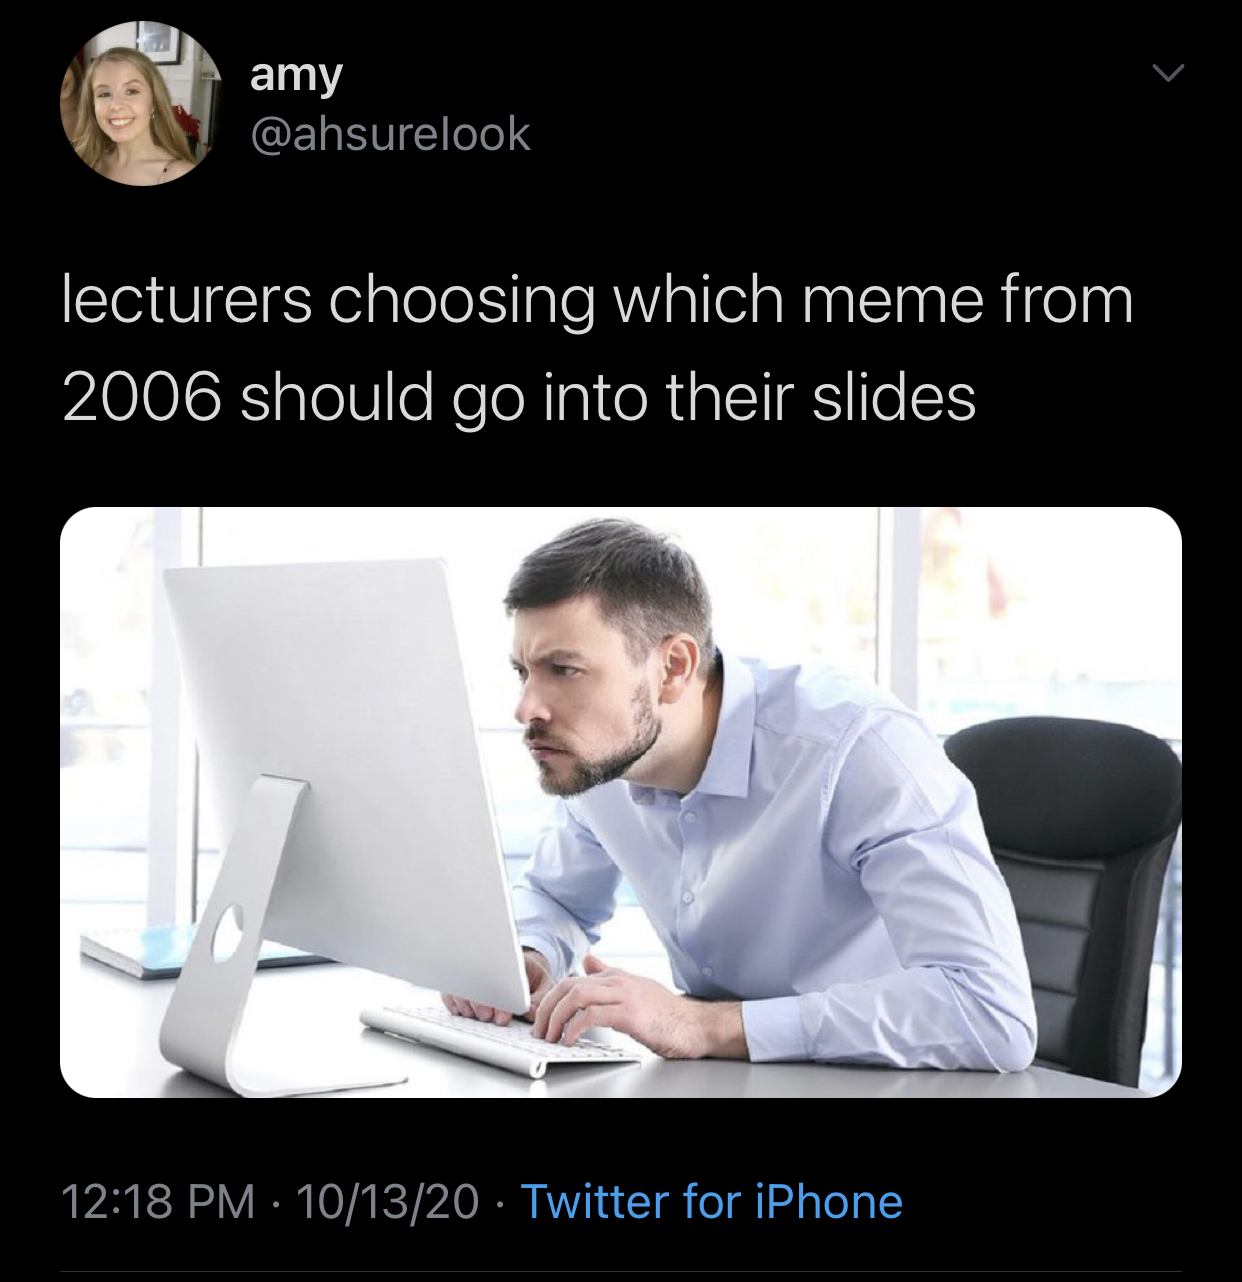 amy
@ahsurelook
lecturers choosing which meme from
2006 should go into their slides
12:18 PM · 10/13/20 · Twitter for iPhone